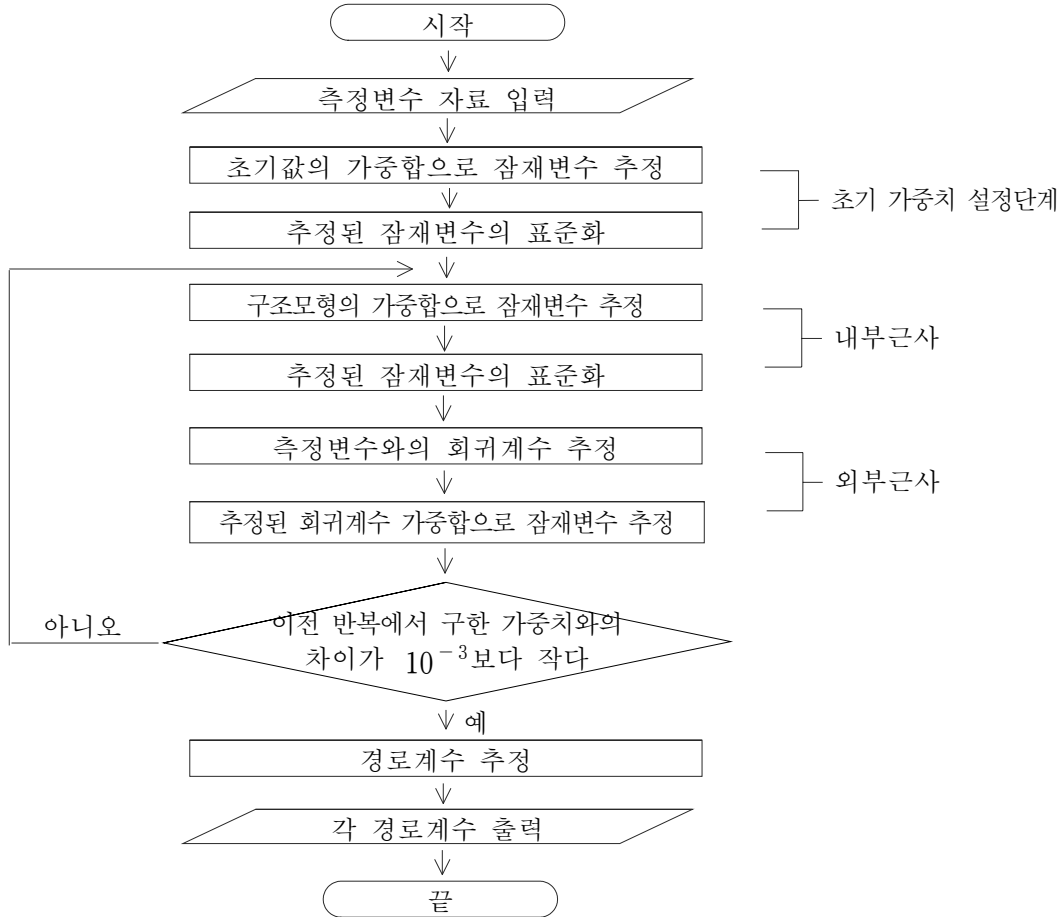 시작
측정변수 자료 입력
초기값의 가중합으로 잠재변수 추정
초기 가중치 설정단계
추정된 잠재변수의 표준화
구조모형의 가중합으로 잠재변수 추정
내부근사
추정된 잠재변수의 표준화
측정변수와의 회귀계수 추정
외부근사
추정된 회귀계수 가중합으로 잠재변수 추정
아니오
이전 반복에서 구한 가중치와의
차이가 10⁻³보다 작다
예
경로계수 추정
각 경로계수 출력
끝